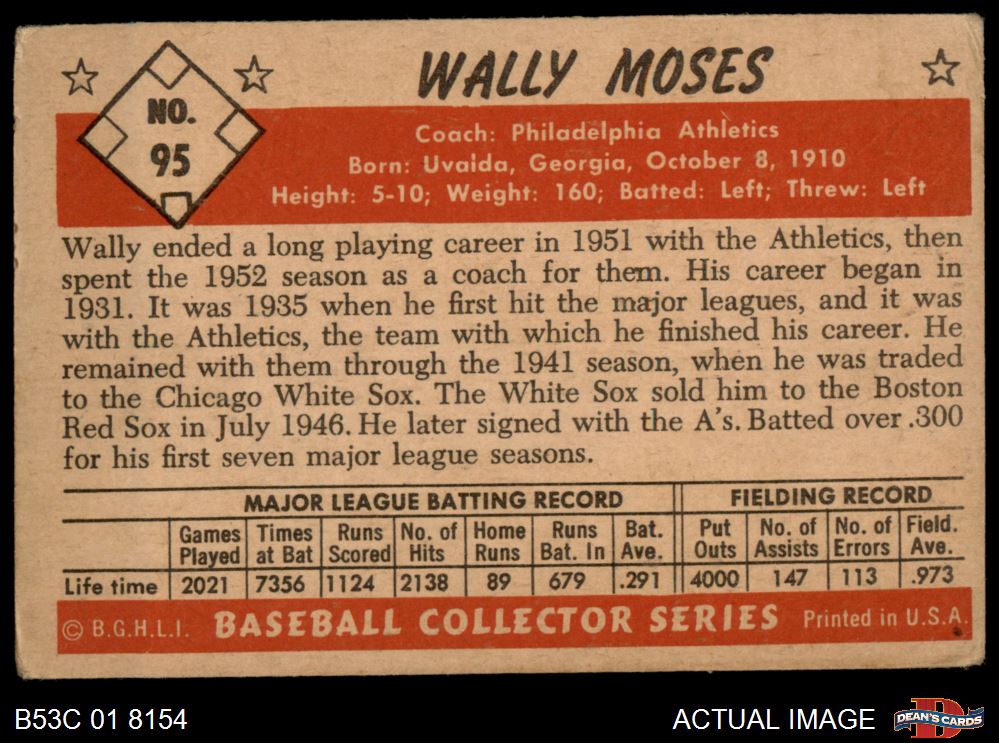 WALLY MOSES
NO.
95
Coach: Philadelphia Athletics
Born: Uvaida, Georgia, October 8, 1910
Height: 5-10; Weight: 160; Batted: Left; Threw: Left
Wally ended a long playing career in 1951 with the Athletics, then
spent the 1952 season as a coach for them. His career began in
1931. It was 1935 when he first hit the major leagues, and it was
with the Athletics, the team with which he finished his career. He
remained with them through the 1941 season, when he was traded
to the Chicago White Sox. The White Sox sold him to the Boston
Red Sox in July 1946. He later signed with the A's. Batted over .300
for his first seven major league seasons.
MAJOR LEAGUE BATTING RECORD FIELDING RECORD
Games Times Runs No. of Home Runs Bat. Put No. of No. of Field.
Played at Bat Scored Hits Runs Bat. In Ave. Outs Assists Errors Ave.
Life time 2021 7356 1124 2138 89 679 .291 4000 147 113 .973
© B.G.H.L.I. BASEBALL COLLECTOR SERIES Printed in U.S.A.
B53C 01 8154 ACTUAL IMAGE DEAN'S CARDS